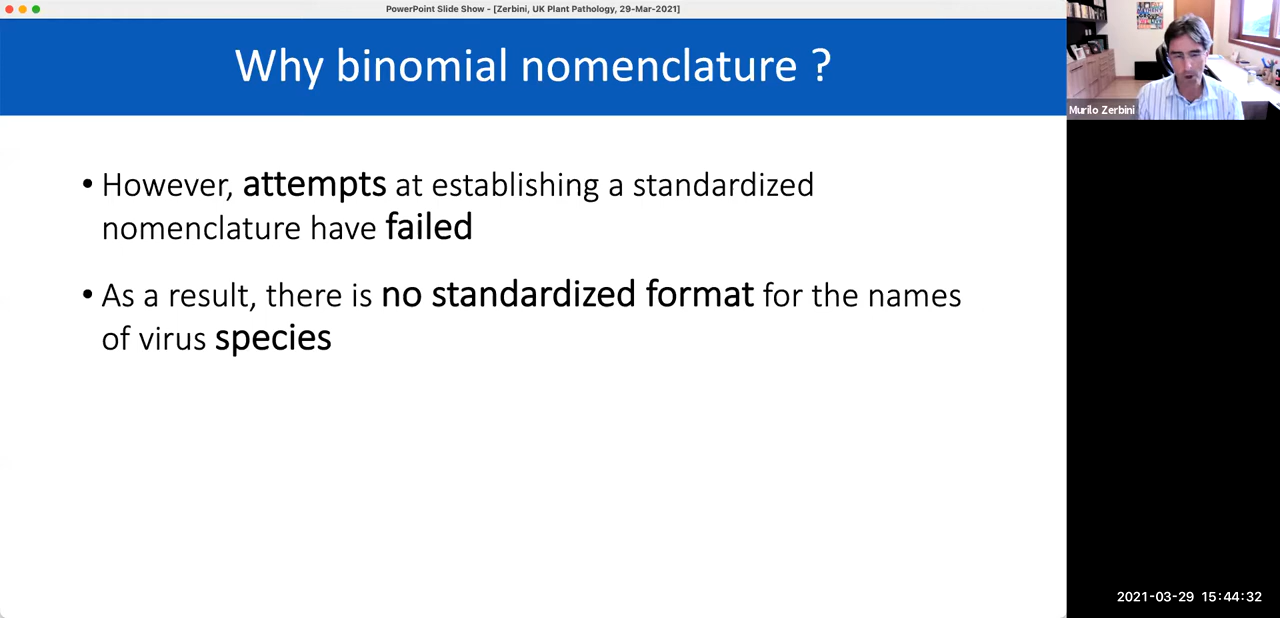 PowerPoint Slide Show - [Zerbini, UK Plant Pathology, 29-Mar-2021]
Why binomial nomenclature ?
Murilo Zerbini
• However, attempts at establishing a standardized
nomenclature have failed
• As a result, there is no standardized format for the names
of virus species
2021-03-29 15:44:32